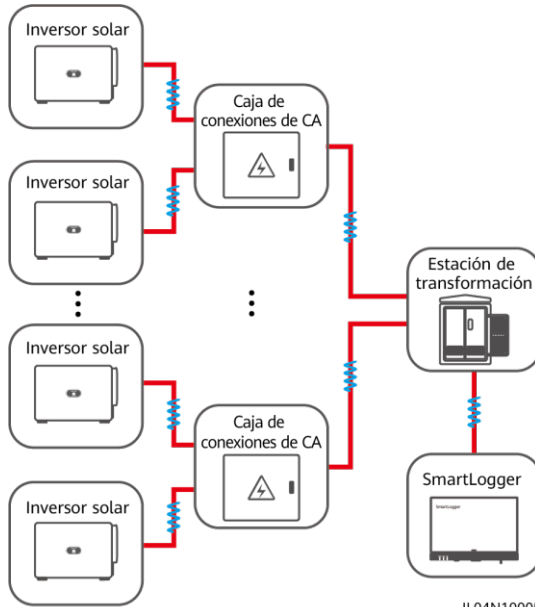 Inversor solar
Caja de
conexiones de CA
Inversor solar
Estación de
transformación
Inversor solar
Caja de
conexiones de CA
SmartLogger
SmartLogger
Inversor solar